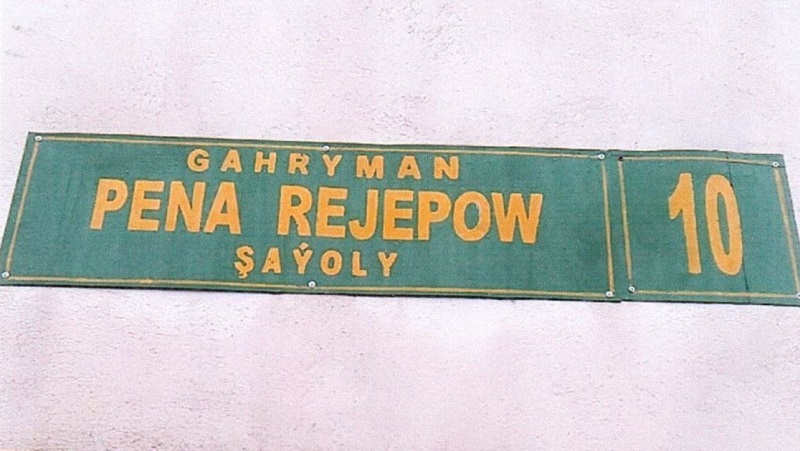 GAHRYMAN
PENA REJEPOW
ŞAÝOLY
10